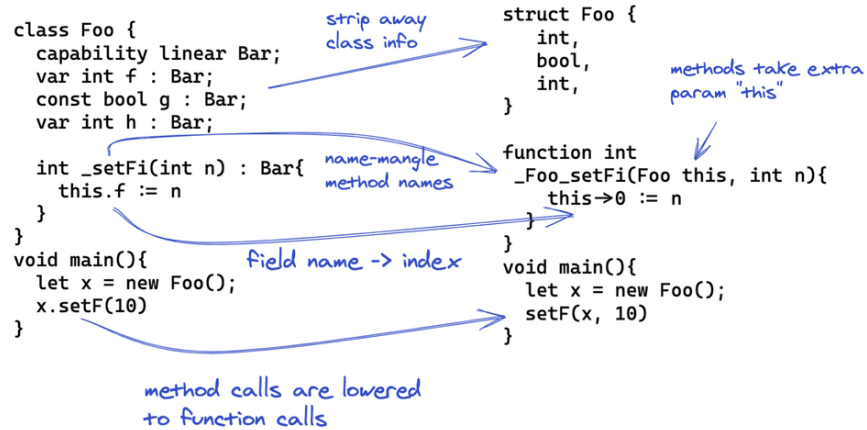 class Foo {
capability linear Bar;
var int f : Bar;
const bool g : Bar;
var int h : Bar;
int _setFi(int n) : Bar{
this.f := n
}
}
void main(){
let x = new Foo();
x.setF(10)
}
strip away
class info
name-mangle
method names
field name -> index
method calls are lowered
to function calls
struct Foo {
int,
bool,
int,
}
methods take extra
param "this"
function int
_Foo_setFi(Foo this, int n){
this->0 := n
}
}
void main(){
let x = new Foo();
setF(x, 10)
}